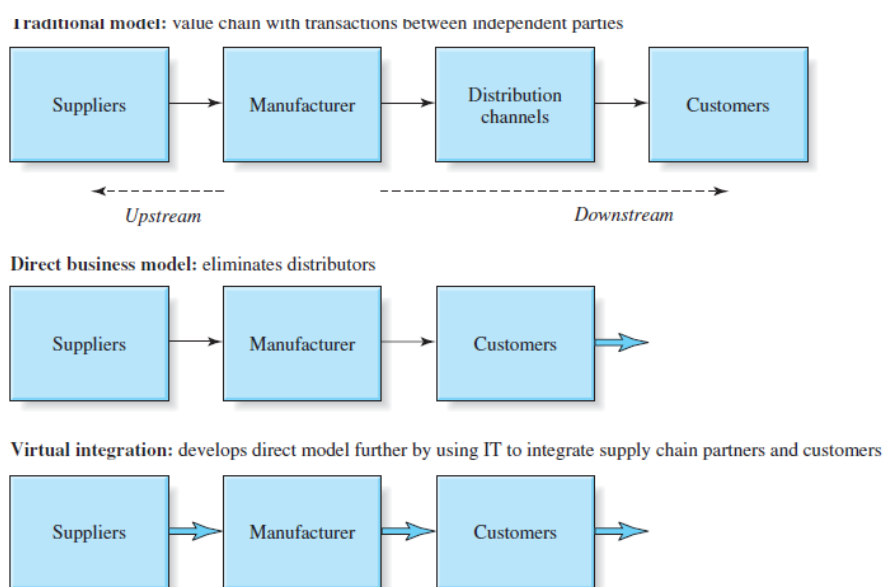 Traditional model: value chain with transactions between independent parties
Suppliers
Manufacturer
Distribution
channels
Customers
Upstream
Downstream
Direct business model: eliminates distributors
Suppliers
Manufacturer
Customers
Virtual integration: develops direct model further by using IT to integrate supply chain partners and customers
Suppliers
Manufacturer
Customers